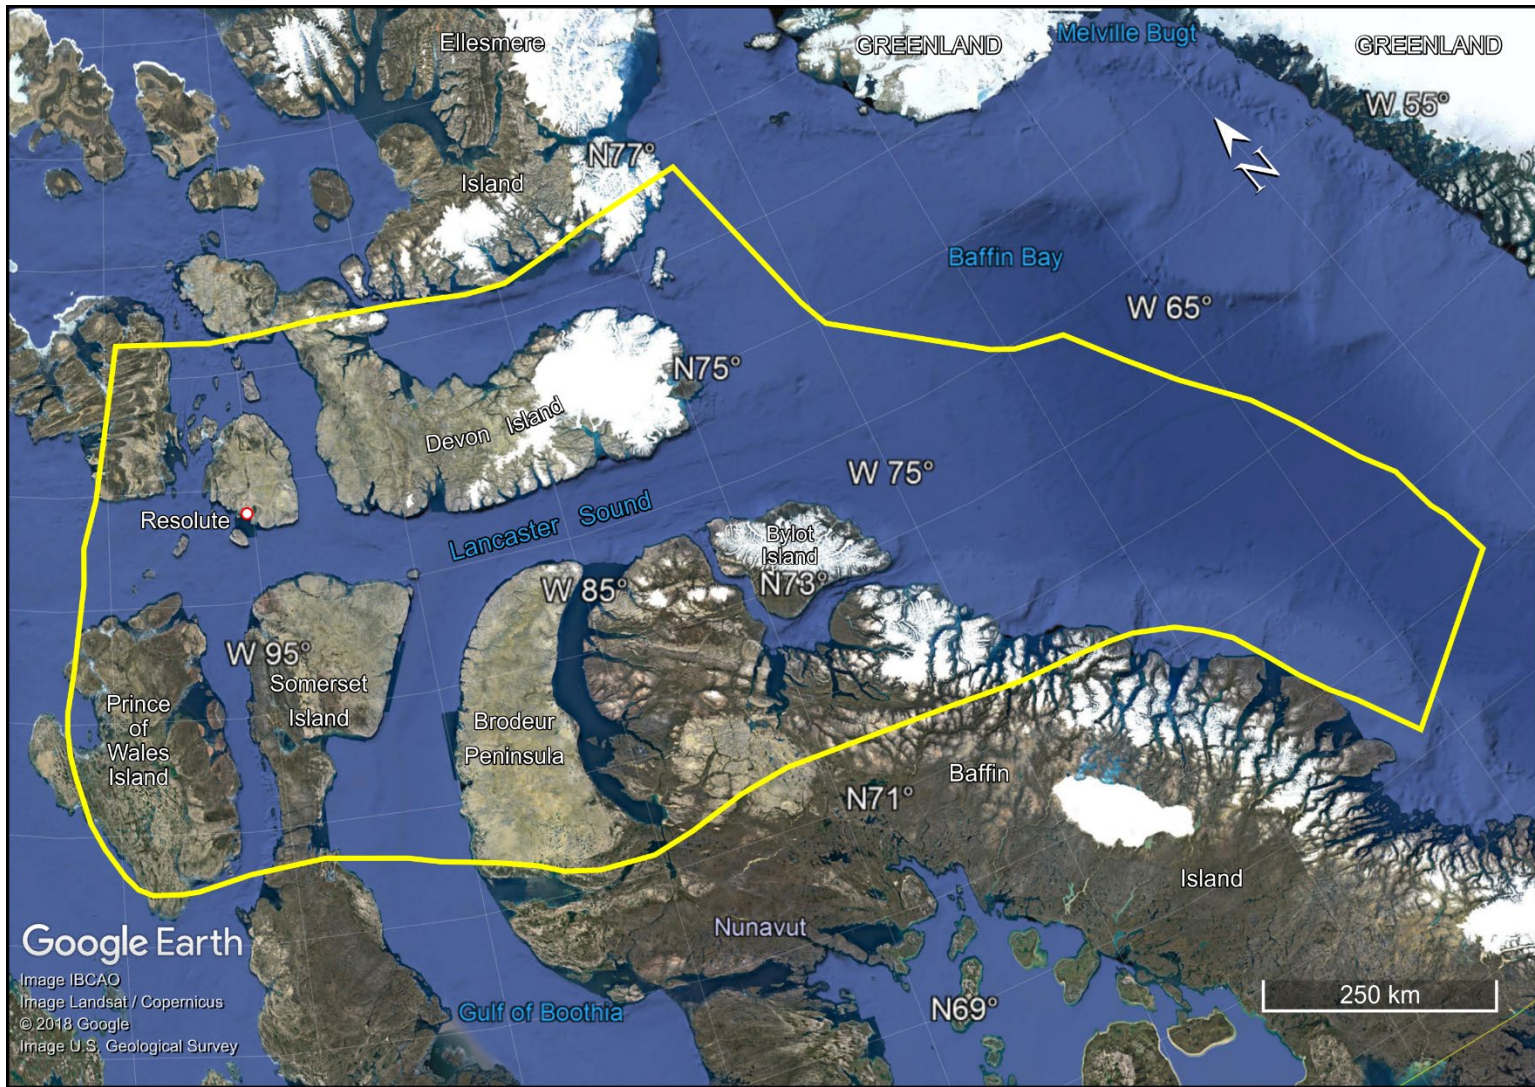 Ellesmere
GREENLAND
Melville Bugt
GREENLAND
W 55°
N77°
Island
N
Baffin Bay
W 65°
N75°
Devon Island
W 75°
Resolute
Lancaster Sound
Bylot
Island
N73°
W 85°
W 95°
Somerset
Island
Prince
of
Wales
Island
Brodeur
Peninsula
Baffin
N71°
Island
Nunavut
Google Earth
Image IBCAO
Image Landsat / Copernicus
© 2018 Google
Image U.S. Geological Survey
Gulf of Boothia
N69°
250 km